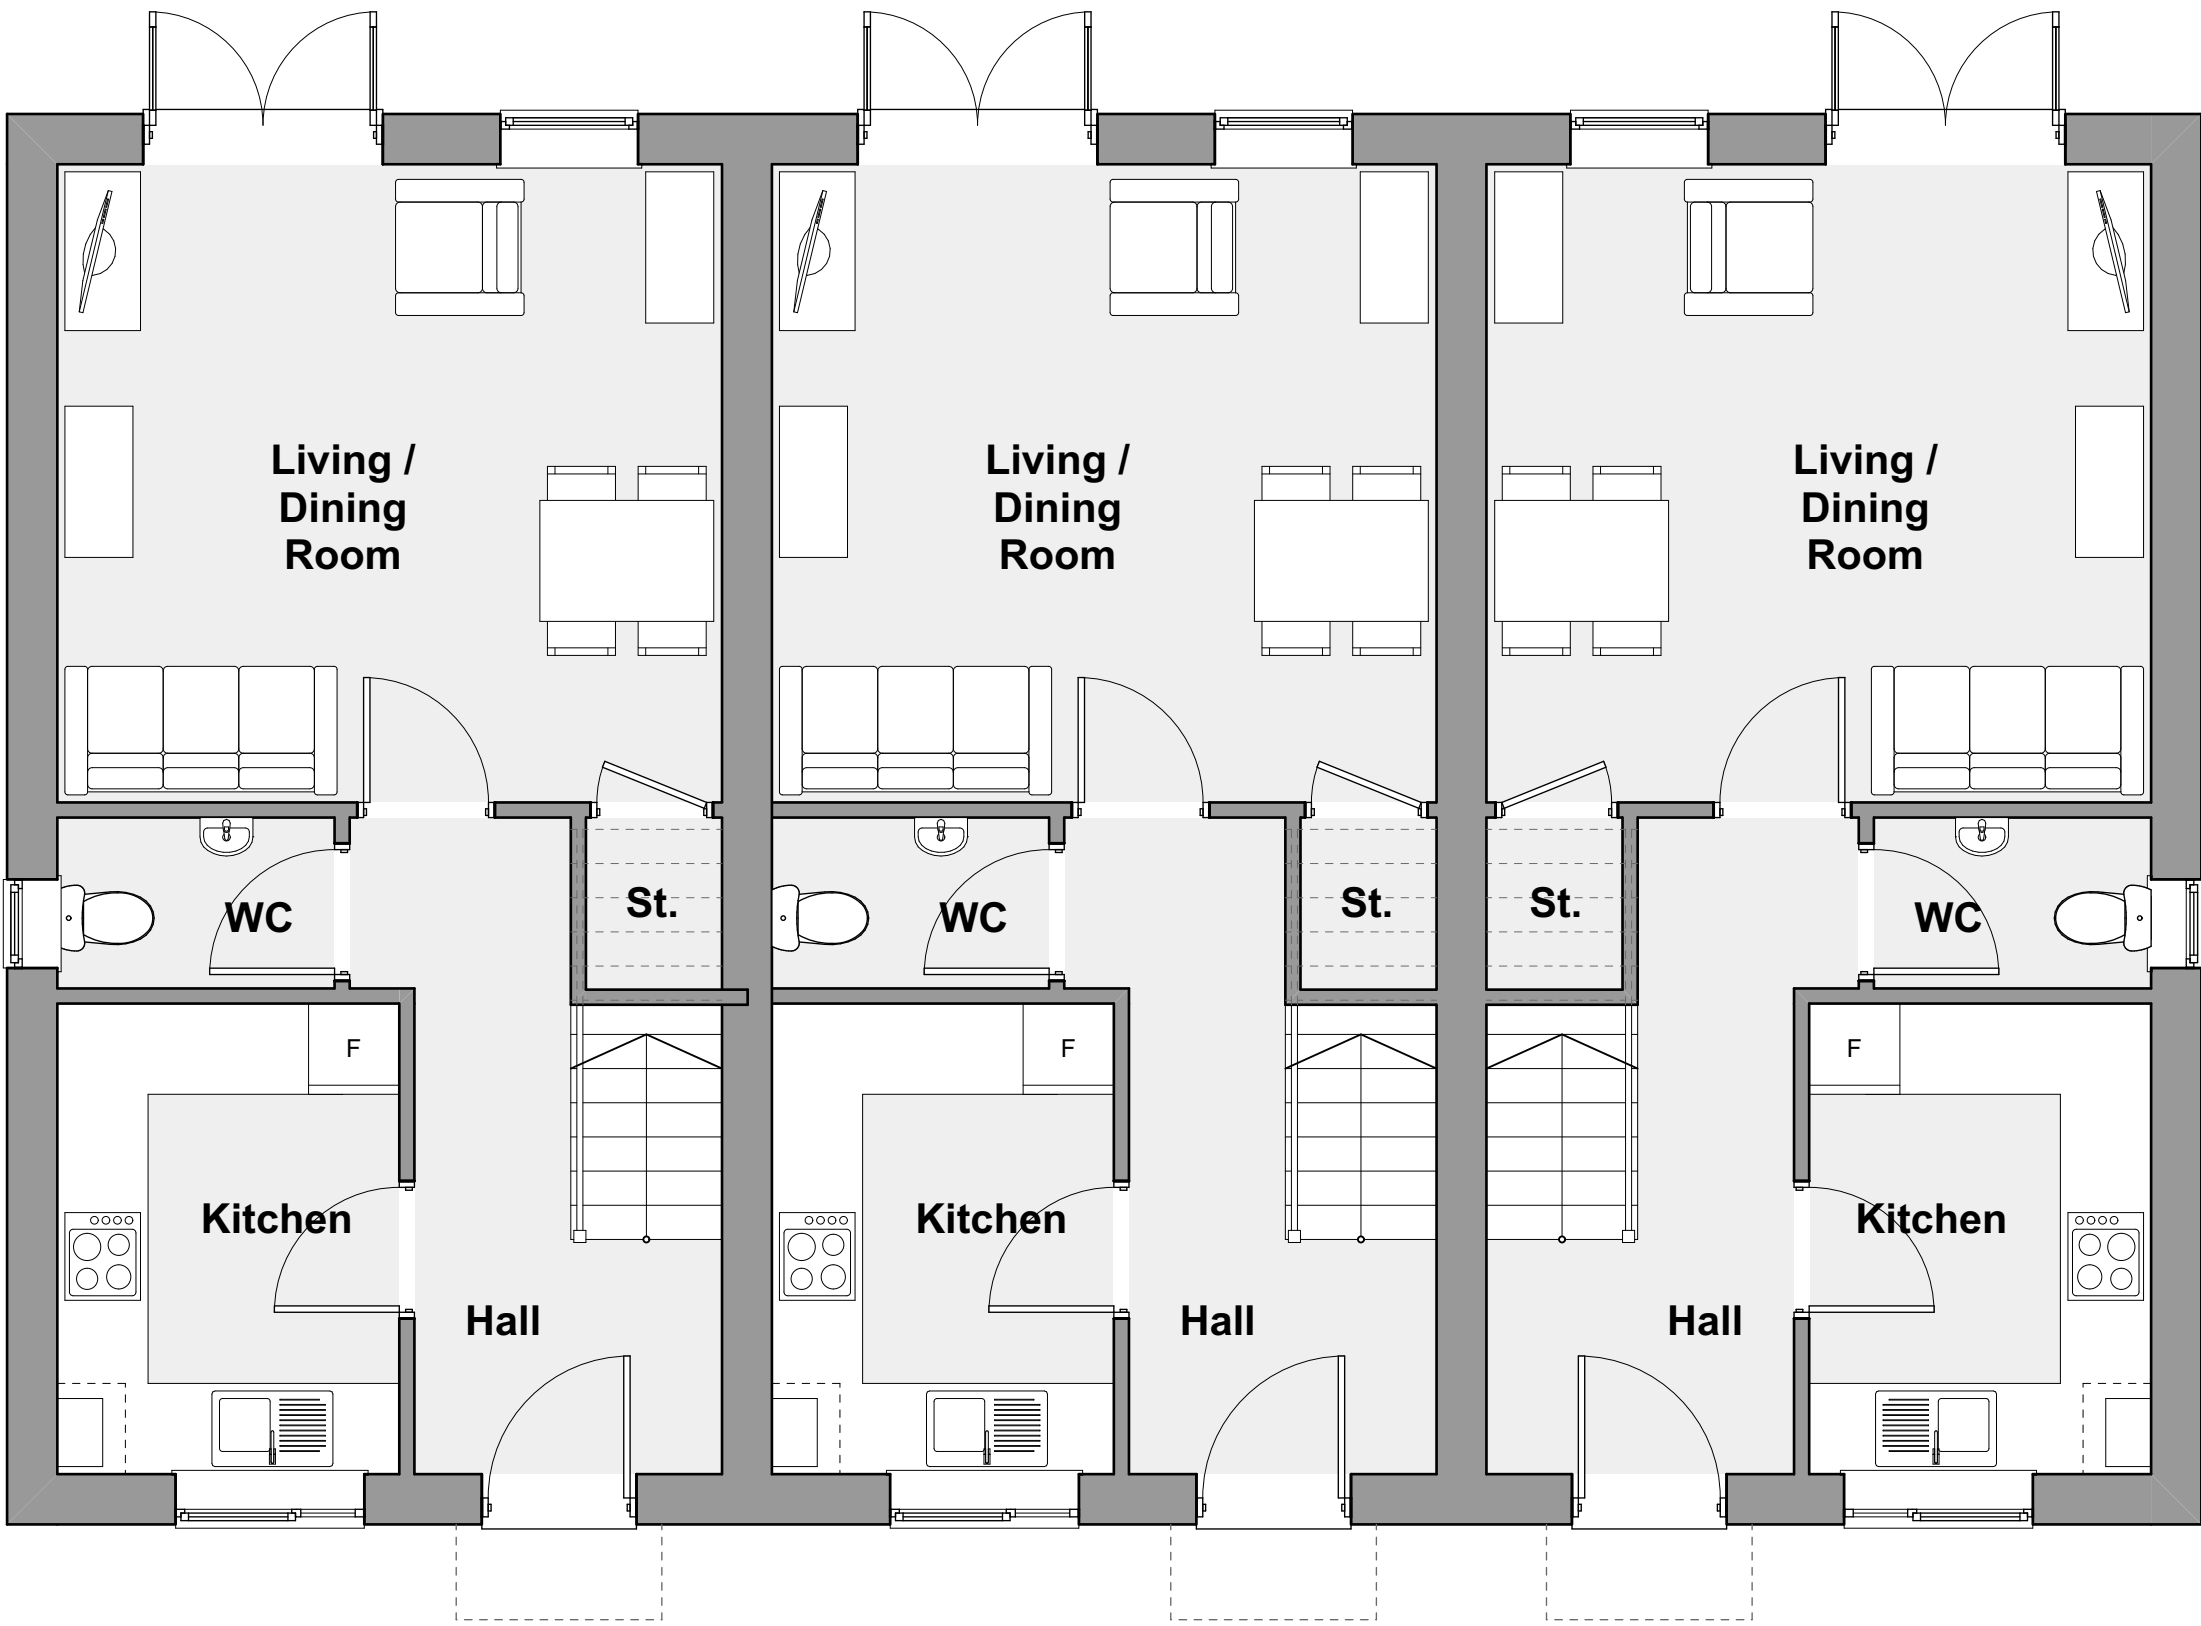 Living /
Dining
Room
Living /
Dining
Room
Living /
Dining
Room
WC
St.
WC
St.
St.
WC
F
F
F
Kitchen
Kitchen
Kitchen
Hall
Hall
Hall